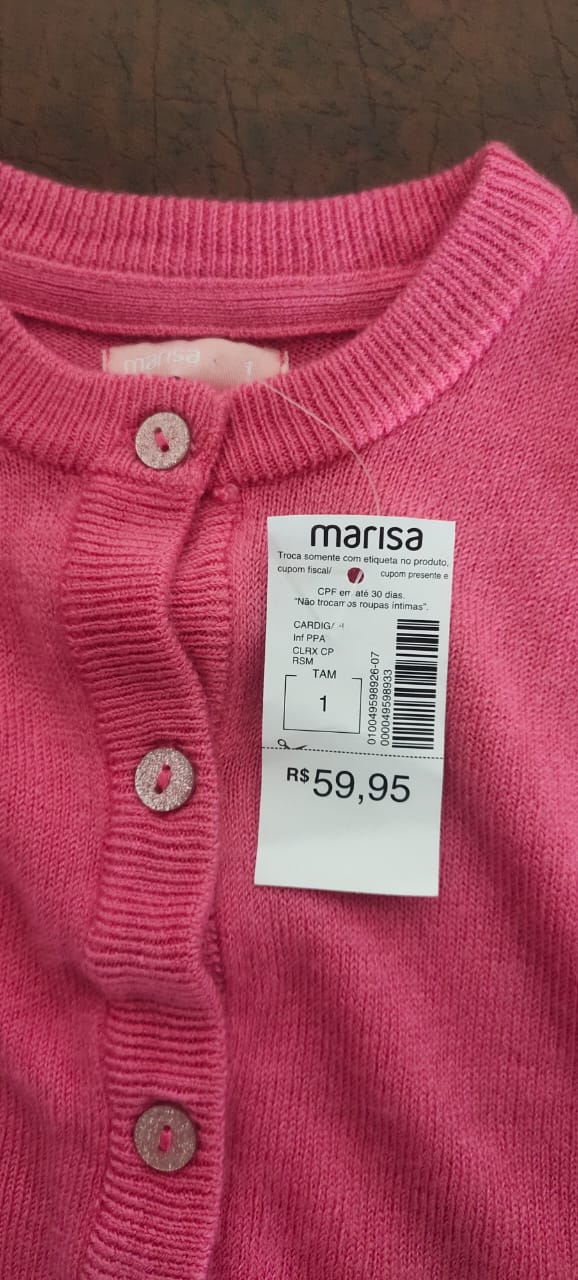 marisa 1
marisa
Troca somente com etiqueta no produto,
cupom fiscal/ cupom presente e
CPF em até 30 dias.
"Não trocamos roupas íntimas".
Inf PPA
CLRX CP
RSM
TAM
1
010049598926-07
000049598933
R$59,95